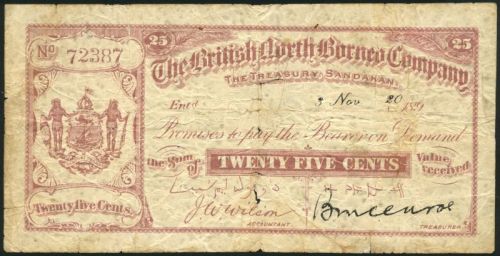 No 72387
25 25
The British North Borneo Company
THE TREASURY, SANDAKAN.
Entd Nov 20 189
Promises to pay the Bearer on Demand
the Sum of TWENTY FIVE CENTS. Value received
J W Wilson
ACCOUNTANT
TREASURER
Twenty five Cents.